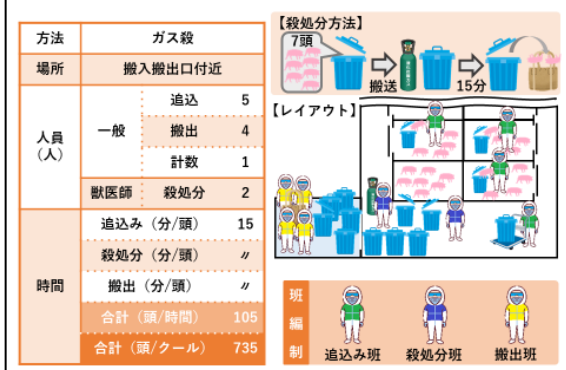 方法 ガス殺
場所 搬入搬出口付近
人員（人） 一般 追込 5
搬出 4
計数 1
獣医師 殺処分 2
時間 追込み（分/頭） 15
殺処分（分/頭） 〃
搬出（分/頭） 〃
合計（頭/時間） 105
合計（頭/クール） 735
【殺処分方法】
7頭
搬送
15分
【レイアウト】
班編制
追込み班 殺処分班 搬出班